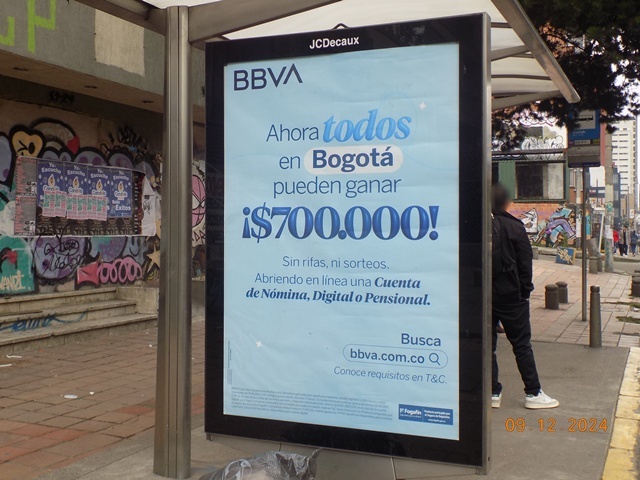 JCDecaux
BBVA
Ahora todos
en Bogotá
pueden ganar
¡$700.000!
Sin rifas, ni sorteos.
Abriendo en línea una Cuenta
de Nómina, Digital o Pensional.
Busca
bbva.com.co
Conoce requisitos en T&C.
Fogafín
09.12.2024